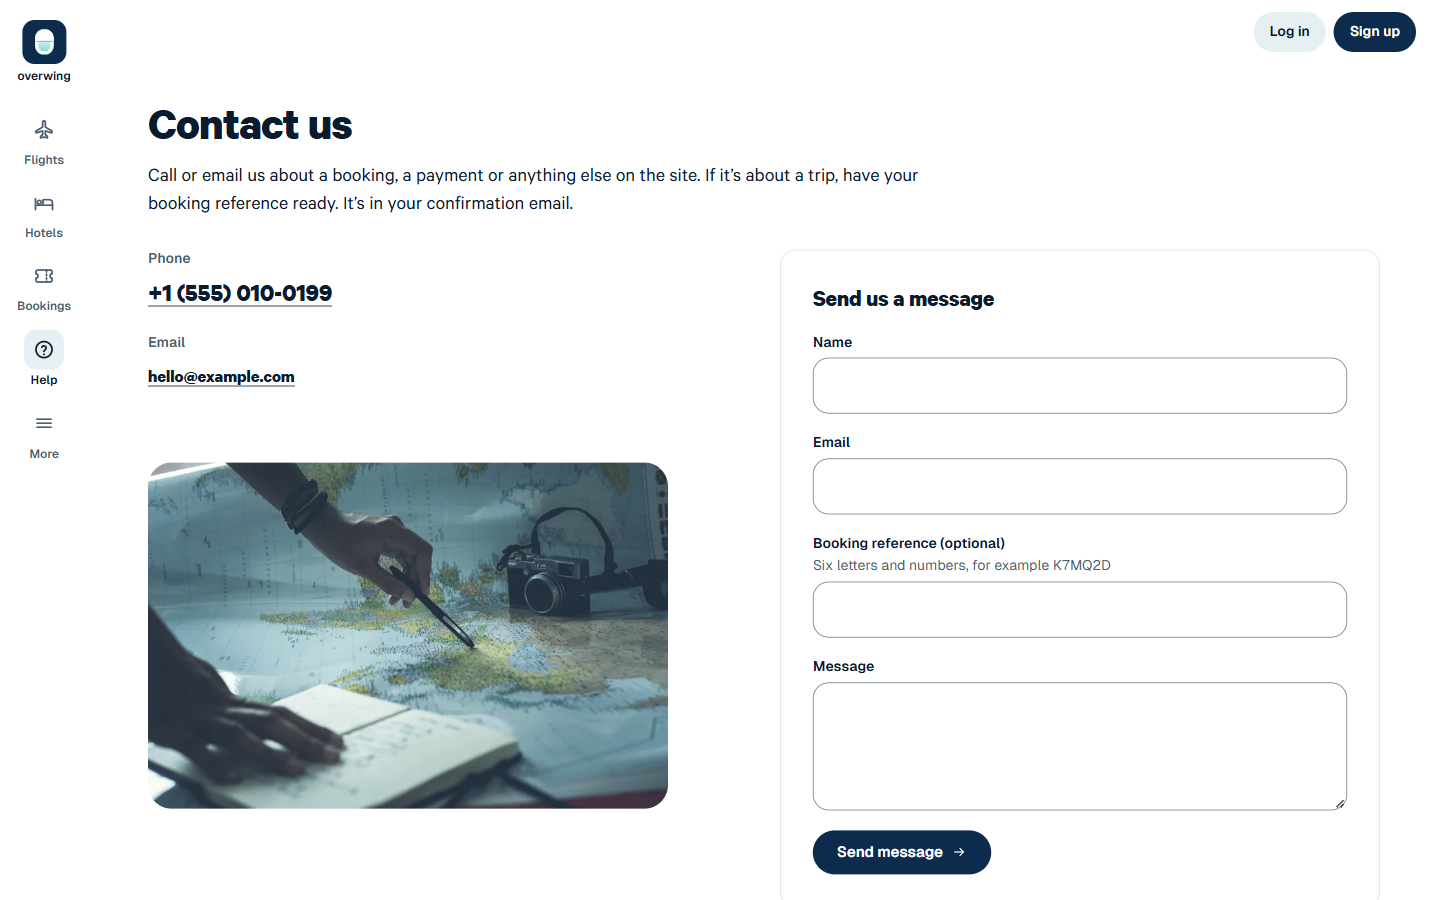 overwing
Flights
Hotels
Bookings
Help
More
Log in
Sign up
Contact us
Call or email us about a booking, a payment or anything else on the site. If it’s about a trip, have your
booking reference ready. It’s in your confirmation email.
Phone
+1 (555) 010-0199
Email
hello@example.com
Send us a message
Name
Email
Booking reference (optional)
Six letters and numbers, for example K7MQ2D
Message
Send message